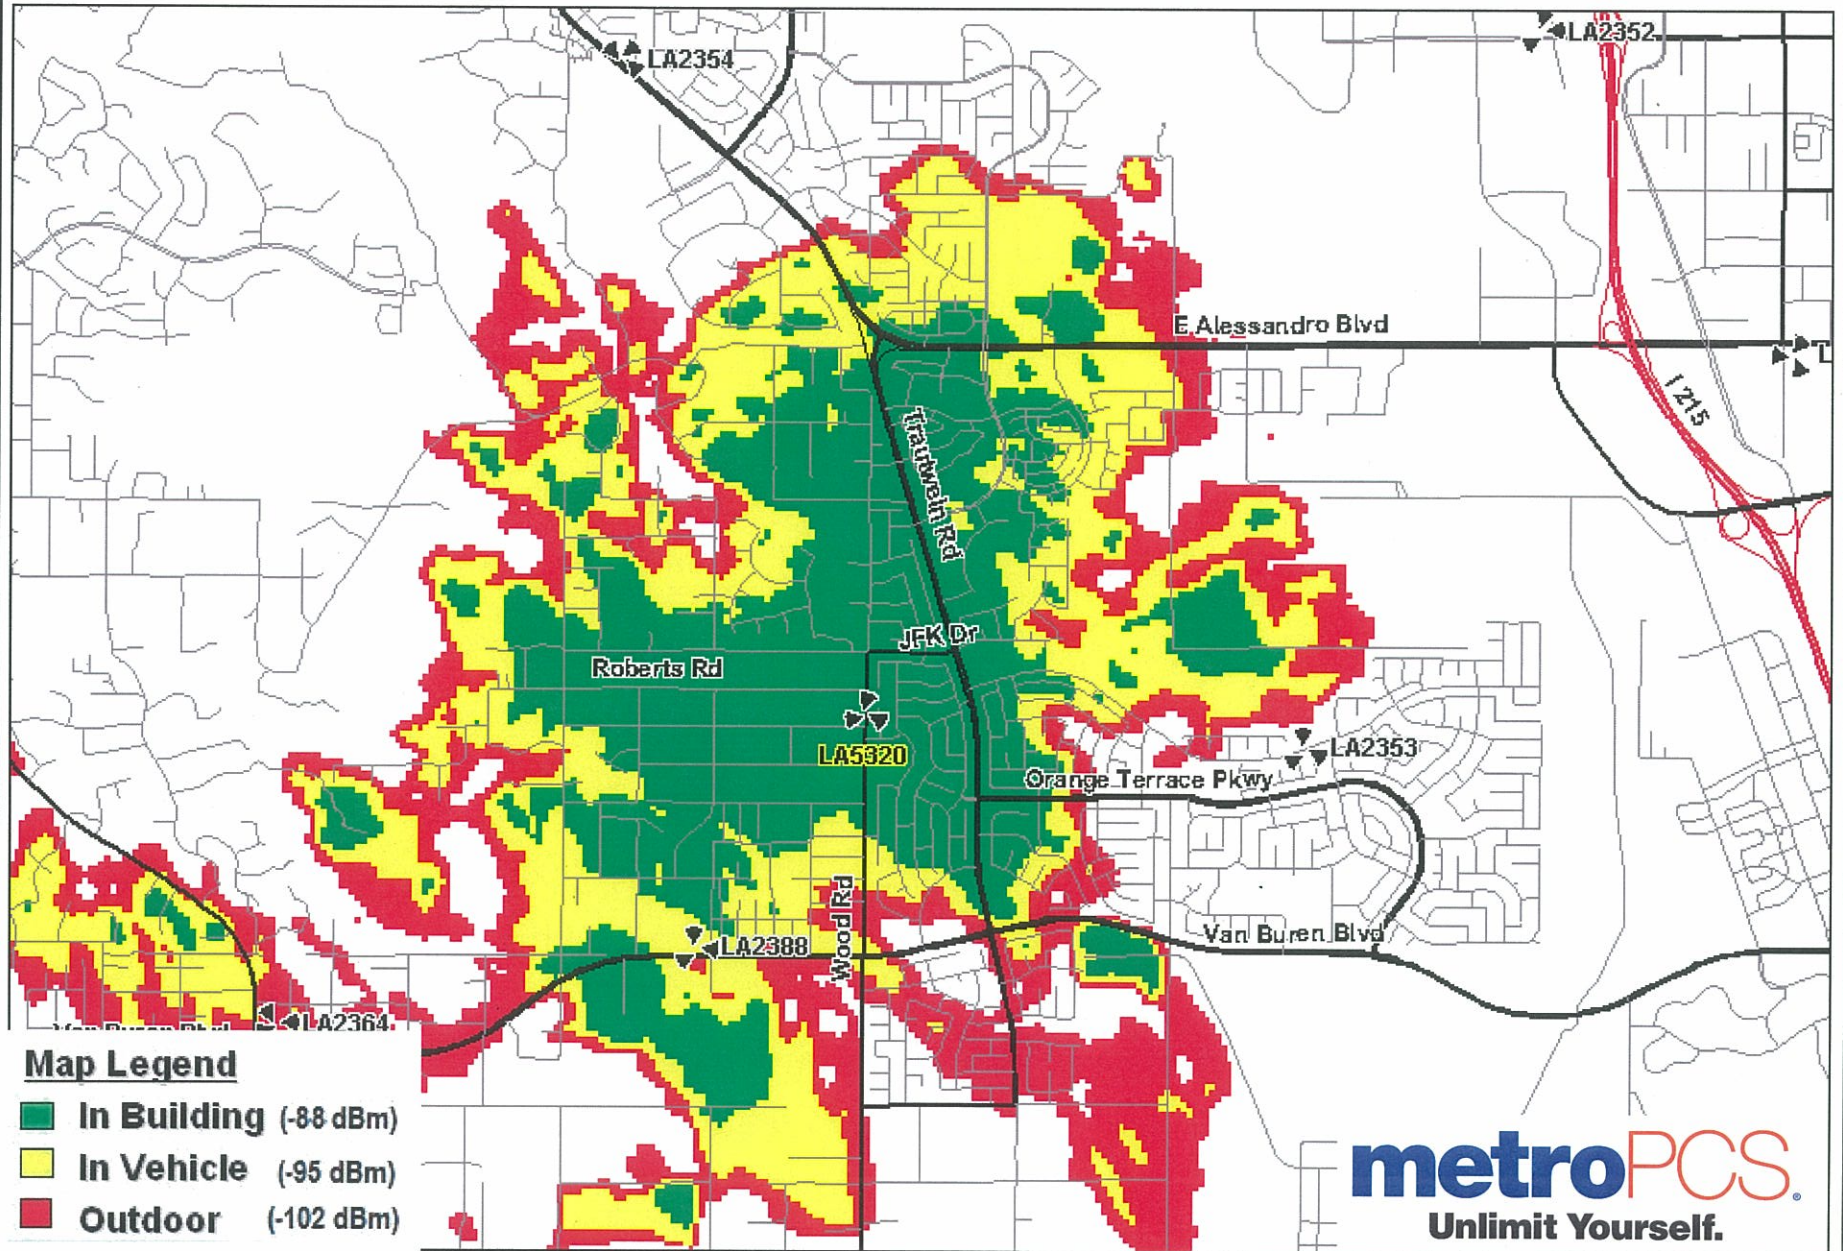 LA2354
LA2352
E Alessandro Blvd
L
I 215
Trautwein Rd
JFK Dr
Roberts Rd
LA5320
LA2353
Orange Terrace Pkwy
Wood Rd
Van Buren Blvd
LA2388
LA2364
Map Legend
In Building (-88 dBm)
In Vehicle (-95 dBm)
Outdoor (-102 dBm)
metroPCS.
Unlimit Yourself.